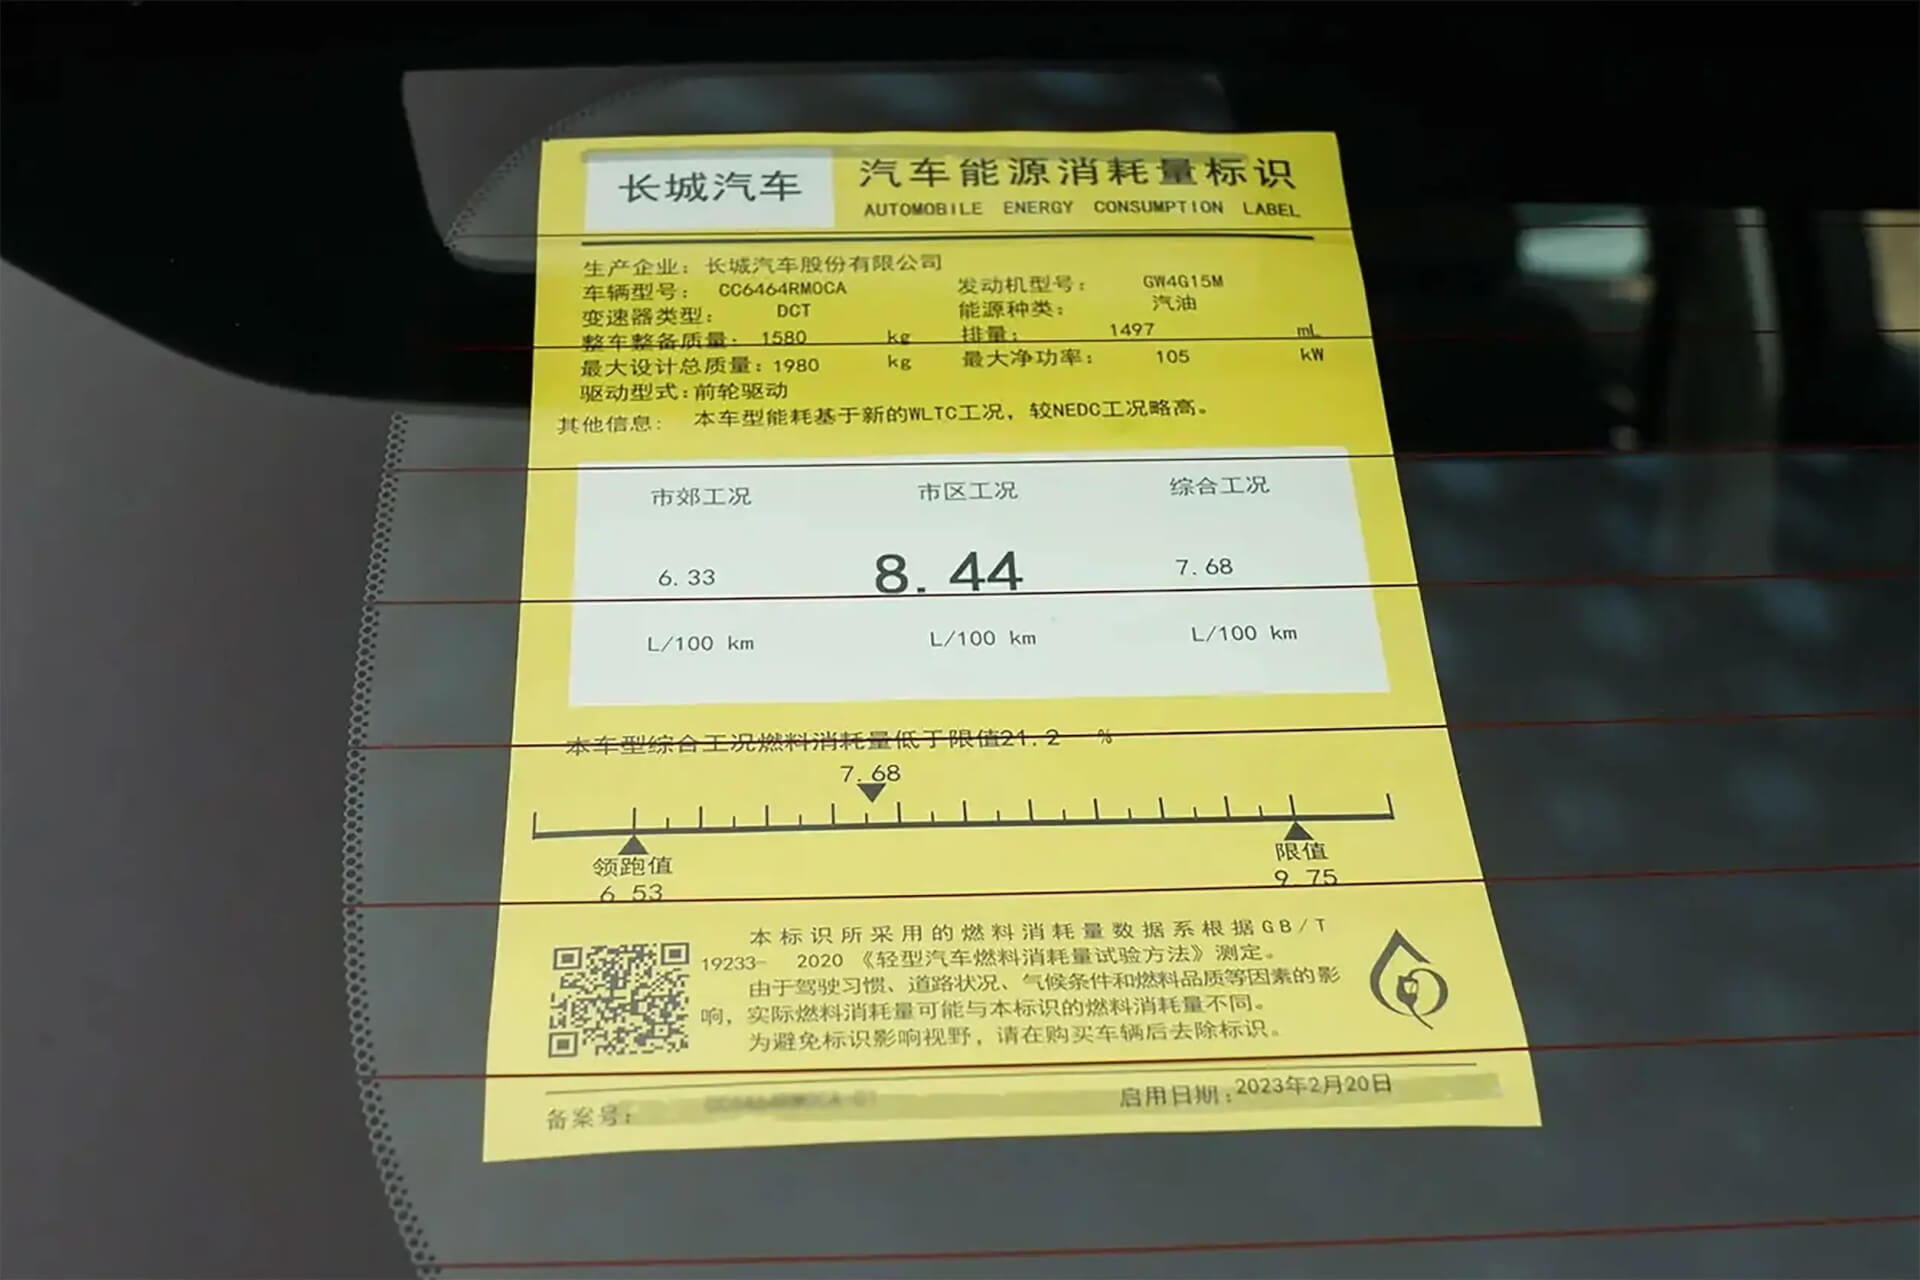 长城汽车
汽车能源消耗量标识
AUTOMOBILE ENERGY CONSUMPTION LABEL
生产企业：长城汽车股份有限公司
车辆型号：CC6464RM0CA 发动机型号：GW4G15M
变速器类型：DCT 能源种类：汽油
整车整备质量：1580 kg 排量：1497 mL
最大设计总质量：1980 kg 最大净功率：105 kW
驱动型式：前轮驱动
其他信息：本车型能耗基于新的WLTC工况，较NEDC工况略高。
市郊工况 市区工况 综合工况
6.33 8.44 7.68
L/100 km L/100 km L/100 km
本车型综合工况燃料消耗量低于限值21.2 %
7.68
领跑值 限值
6.53 9.75
本标识所采用的燃料消耗量数据系根据GB/T
19233- 2020《轻型汽车燃料消耗量试验方法》测定。
由于驾驶习惯、道路状况、气候条件和燃料品质等因素的影
响，实际燃料消耗量可能与本标识的燃料消耗量不同。
为避免标识影响视野，请在购买车辆后去除标识。
备案号： 启用日期：2023年2月20日